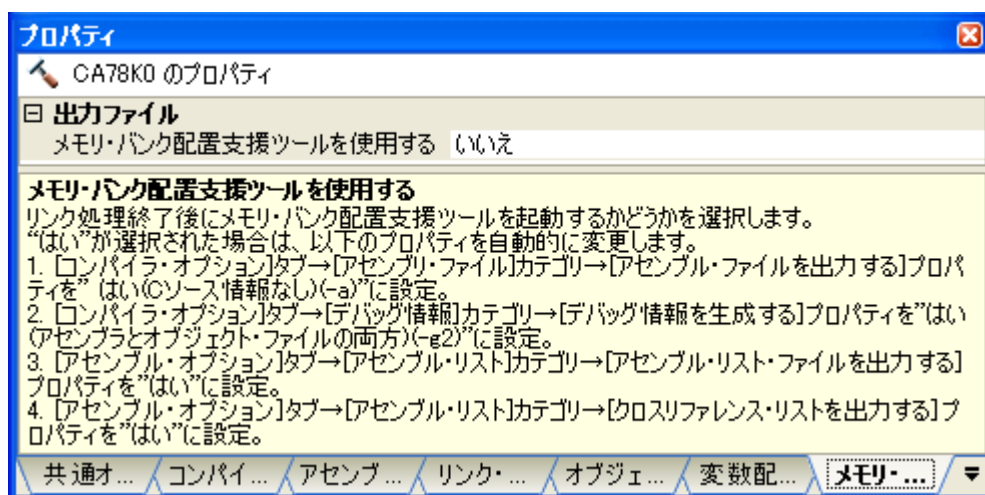 プロパティ
CA78K0 のプロパティ
出力ファイル
メモリ・バンク配置支援ツールを使用する いいえ
メモリ・バンク配置支援ツールを使用する
リンク処理終了後にメモリ・バンク配置支援ツールを起動するかどうかを選択します。
“はい”が選択された場合は、以下のプロパティを自動的に変更します。
1. [コンパイラ・オプション]タブ→[アセンブリ・ファイル]カテゴリ→[アセンブル・ファイルを出力する]プロパ
ティを” はい(Cソース情報なし)(-a)”に設定。
2. [コンパイラ・オプション]タブ→[デバッグ情報]カテゴリ→[デバッグ情報を生成する]プロパティを”はい
(アセンブラとオブジェクト・ファイルの両方)(-g2)”に設定。
3. [アセンブル・オプション]タブ→[アセンブル・リスト]カテゴリ→[アセンブル・リスト・ファイルを出力する]
プロパティを”はい”に設定。
4. [アセンブル・オプション]タブ→[アセンブル・リスト]カテゴリ→[クロスリファレンス・リストを出力する]プ
ロパティを”はい”に設定。
共通オ... コンパイ... アセンブ... リンク・... オブジェ... 変数配... メモリ・...